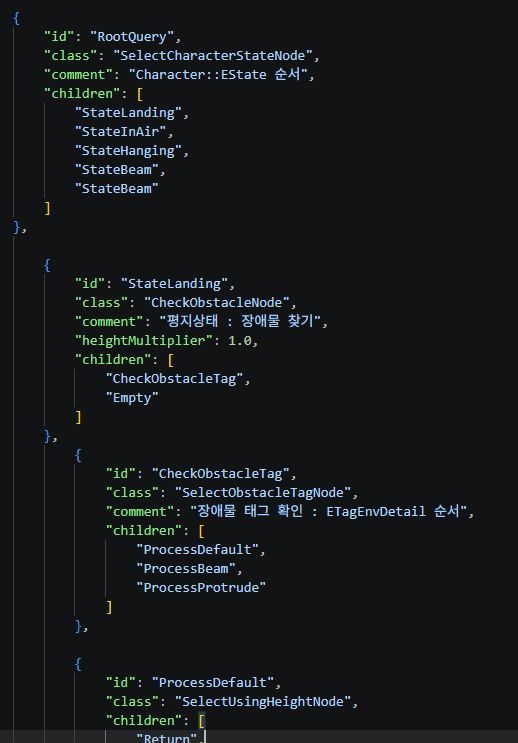 {
"id": "RootQuery",
"class": "SelectCharacterStateNode",
"comment": "Character::EState 순서",
"children": [
"StateLanding",
"StateInAir",
"StateHanging",
"StateBeam",
"StateBeam"
]
},
{
"id": "StateLanding",
"class": "CheckObstacleNode",
"comment": "평지상태 : 장애물 찾기",
"heightMultiplier": 1.0,
"children": [
"CheckObstacleTag",
"Empty"
]
},
{
"id": "CheckObstacleTag",
"class": "SelectObstacleTagNode",
"comment": "장애물 태그 확인 : ETagEnvDetail 순서",
"children": [
"ProcessDefault",
"ProcessBeam",
"ProcessProtrude"
]
},
{
"id": "ProcessDefault",
"class": "SelectUsingHeightNode",
"children": [
"Return",